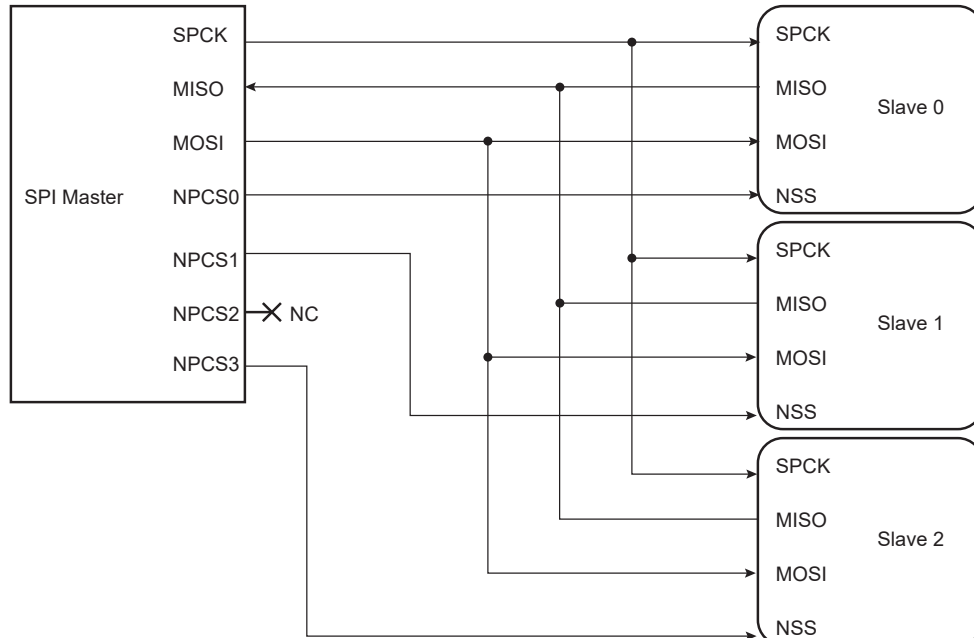 SPCK
MISO
MOSI
SPI Master
NPCS0
NPCS1
NPCS2
NC
NPCS3
SPCK
MISO
Slave 0
MOSI
NSS
SPCK
MISO
Slave 1
MOSI
NSS
SPCK
MISO
Slave 2
MOSI
NSS